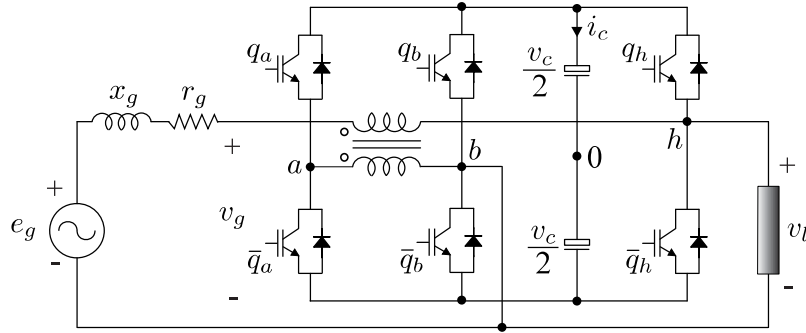 q_a
q_b
v_c/2
i_c
q_h
x_g
r_g
+
a
b
0
h
+
+
e_g
-
v_g
q̅_a
q̅_b
v_c/2
q̅_h
v_l
-
-